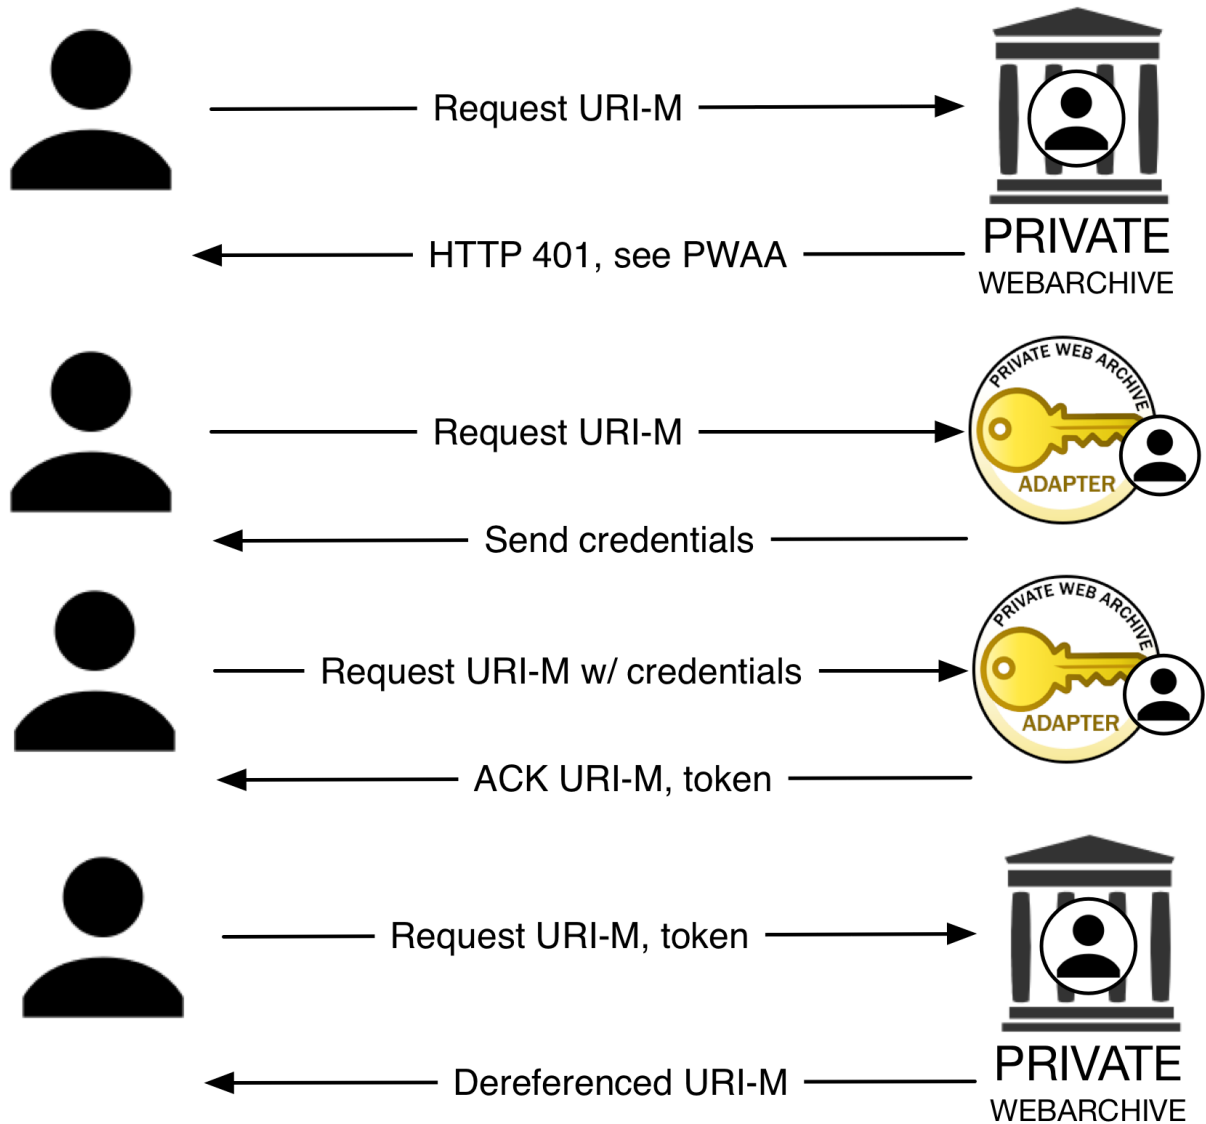 Request URI-M
HTTP 401, see PWAA
PRIVATE
WEBARCHIVE
PRIVATE WEB ARCHIVE
Request URI-M
ADAPTER
Send credentials
PRIVATE WEB ARCHIVE
Request URI-M w/ credentials
ADAPTER
ACK URI-M, token
Request URI-M, token
PRIVATE
WEBARCHIVE
Dereferenced URI-M